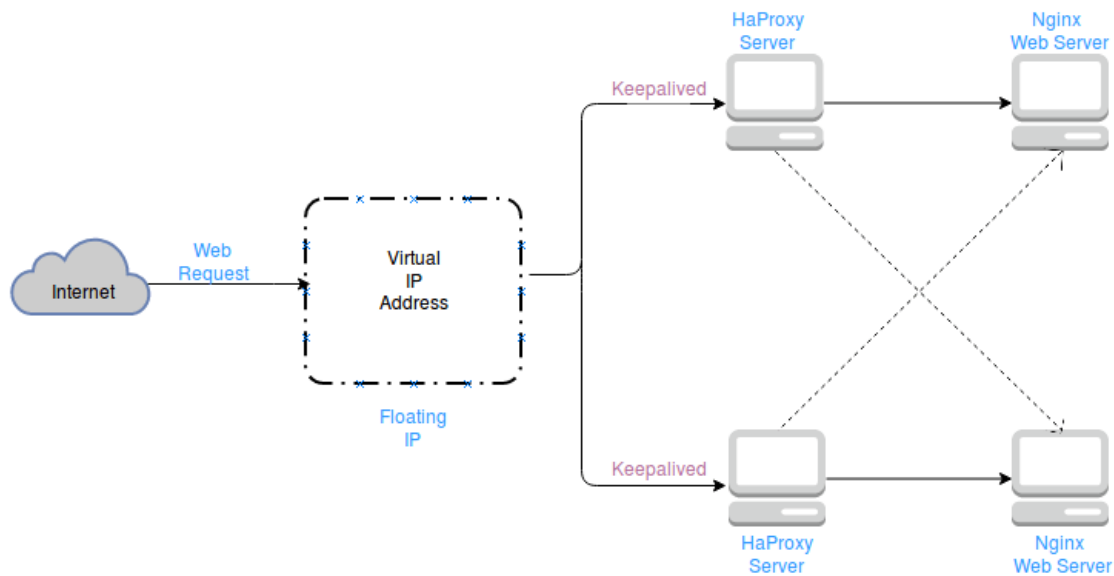 HaProxy
Server
Nginx
Web Server
Keepalived
Web
Request
Internet
Virtual
IP
Address
Floating
IP
Keepalived
HaProxy
Server
Nginx
Web Server